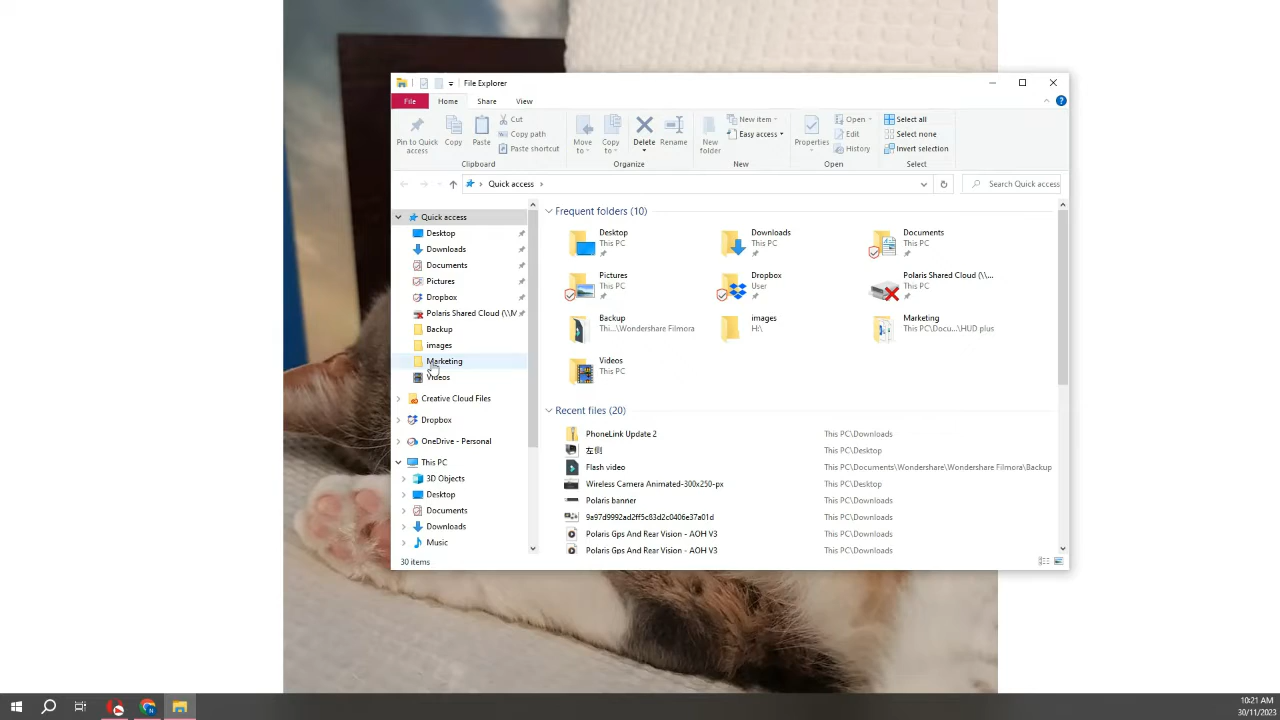 File Explorer
File Home Share View
Pin to Quick access
Copy
Paste
Cut
Copy path
Paste shortcut
Clipboard
Move to
Copy to
Delete
Rename
Organize
New folder
New item
Easy access
New
Properties
Open
Edit
History
Open
Select all
Select none
Invert selection
Select
Quick access
Search Quick access
Quick access
Desktop
Downloads
Documents
Pictures
Dropbox
Polaris Shared Cloud (\\M
Backup
images
Marketing
Videos
Creative Cloud Files
Dropbox
OneDrive - Personal
This PC
3D Objects
Desktop
Documents
Downloads
Music
Frequent folders (10)
Desktop
This PC
Downloads
This PC
Documents
This PC
Pictures
This PC
Dropbox
User
Polaris Shared Cloud (\\...
This PC
Backup
Thi...\Wondershare Filmora
images
H:\
Marketing
This PC\Docu...\HUD plus
Videos
This PC
Recent files (20)
PhoneLink Update 2 This PC\Downloads
左側 This PC\Desktop
Flash video This PC\Documents\Wondershare\Wondershare Filmora\Backup
Wireless Camera Animated-300x250-px This PC\Desktop
Polaris banner This PC\Downloads
9a97d9992ad2ff5c83d2c0406e37a01d This PC\Downloads
Polaris Gps And Rear Vision - AOH V3 This PC\Downloads
Polaris Gps And Rear Vision - AOH V3 This PC\Downloads
30 items
10:21 AM
30/11/2023